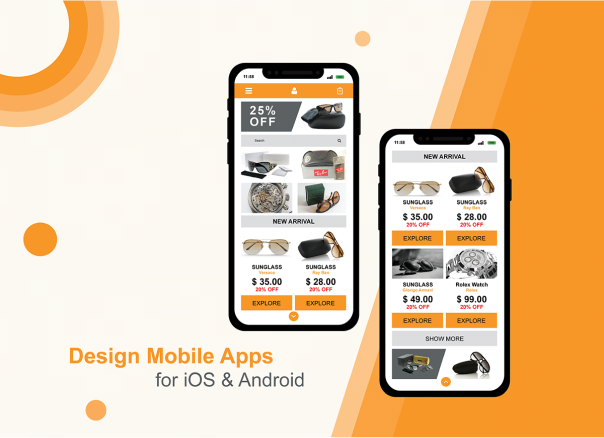 11:58
25%
OFF
Search
NEW ARRIVAL
SUNGLASS
Versace
$ 35.00
20% OFF
EXPLORE
SUNGLASS
Ray Ban
$ 28.00
20% OFF
EXPLORE
11:58
NEW ARRIVAL
SUNGLASS
Versace
$ 35.00
20% OFF
EXPLORE
SUNGLASS
Ray Ban
$ 28.00
20% OFF
EXPLORE
SUNGLASS
Giorgio Armani
$ 49.00
20% OFF
EXPLORE
Rolex Watch
Rolex
$ 99.00
20% OFF
EXPLORE
SHOW MORE
Design Mobile Apps
for iOS & Android